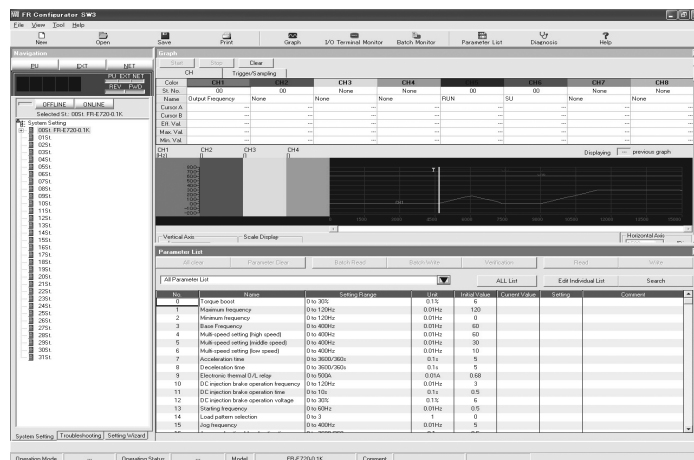 FR Configurator SW3
File View Tool Help
New Open Save Print Graph I/O Terminal Monitor Batch Monitor Parameter List Diagnosis Help
Navigation
PU EXT NET
PU EXT NET
REV FWD
OFFLINE ONLINE
Selected St.: 00St. FR-E720-0.1K
System Setting
00St. FR-E720-0.1K
01St.
02St.
03St.
04St.
05St.
06St.
07St.
08St.
09St.
10St.
11St.
12St.
13St.
14St.
15St.
16St.
17St.
18St.
19St.
20St.
21St.
22St.
23St.
24St.
25St.
26St.
27St.
28St.
29St.
30St.
31St.
System Setting Troubleshooting Setting Wizard
Graph
Start Stop Clear
CH Trigger/Sampling
Color CH1 CH2 CH3 CH4 CH5 CH6 CH7 CH8
St. No. 00 00 None None 00 00 None None
Name Output Frequency None None None RUN SU None None
Cursor A
Cursor B
Eff. Val.
Max. Val.
Min. Val.
CH1 CH2 CH3 CH4 Displaying --- previous graph
[Hz] [] [] []
T
Vertical Axis Scale Display Horizontal Axis
Parameter List
All clear Parameter Clear Batch Read Batch Write Verification Read Write
All Parameter List ALL List Edit Individual List Search
No. Name Setting Range Unit Initial Value Current Value Setting Comment
0 Torque boost 0 to 30% 0.1% 6
1 Maximum frequency 0 to 120Hz 0.01Hz 120
2 Minimum frequency 0 to 120Hz 0.01Hz 0
3 Base Frequency 0 to 400Hz 0.01Hz 60
4 Multi-speed setting (high speed) 0 to 400Hz 0.01Hz 60
5 Multi-speed setting (middle speed) 0 to 400Hz 0.01Hz 30
6 Multi-speed setting (low speed) 0 to 400Hz 0.01Hz 10
7 Acceleration time 0 to 3600/360s 0.1s 5
8 Deceleration time 0 to 3600/360s 0.1s 5
9 Electronic thermal O/L relay 0 to 500A 0.01A 0.68
10 DC injection brake operation frequency 0 to 120Hz 0.01Hz 3
11 DC injection brake operation time 0 to 10s 0.1s 0.5
12 DC injection brake operation voltage 0 to 30% 0.1% 6
13 Starting frequency 0 to 60Hz 0.01Hz 0.5
14 Load pattern selection 0 to 3 1 0
15 Jog frequency 0 to 400Hz 0.01Hz 5
Operation Mode --- Operating Status --- Model FR-E720-0.1K Comment